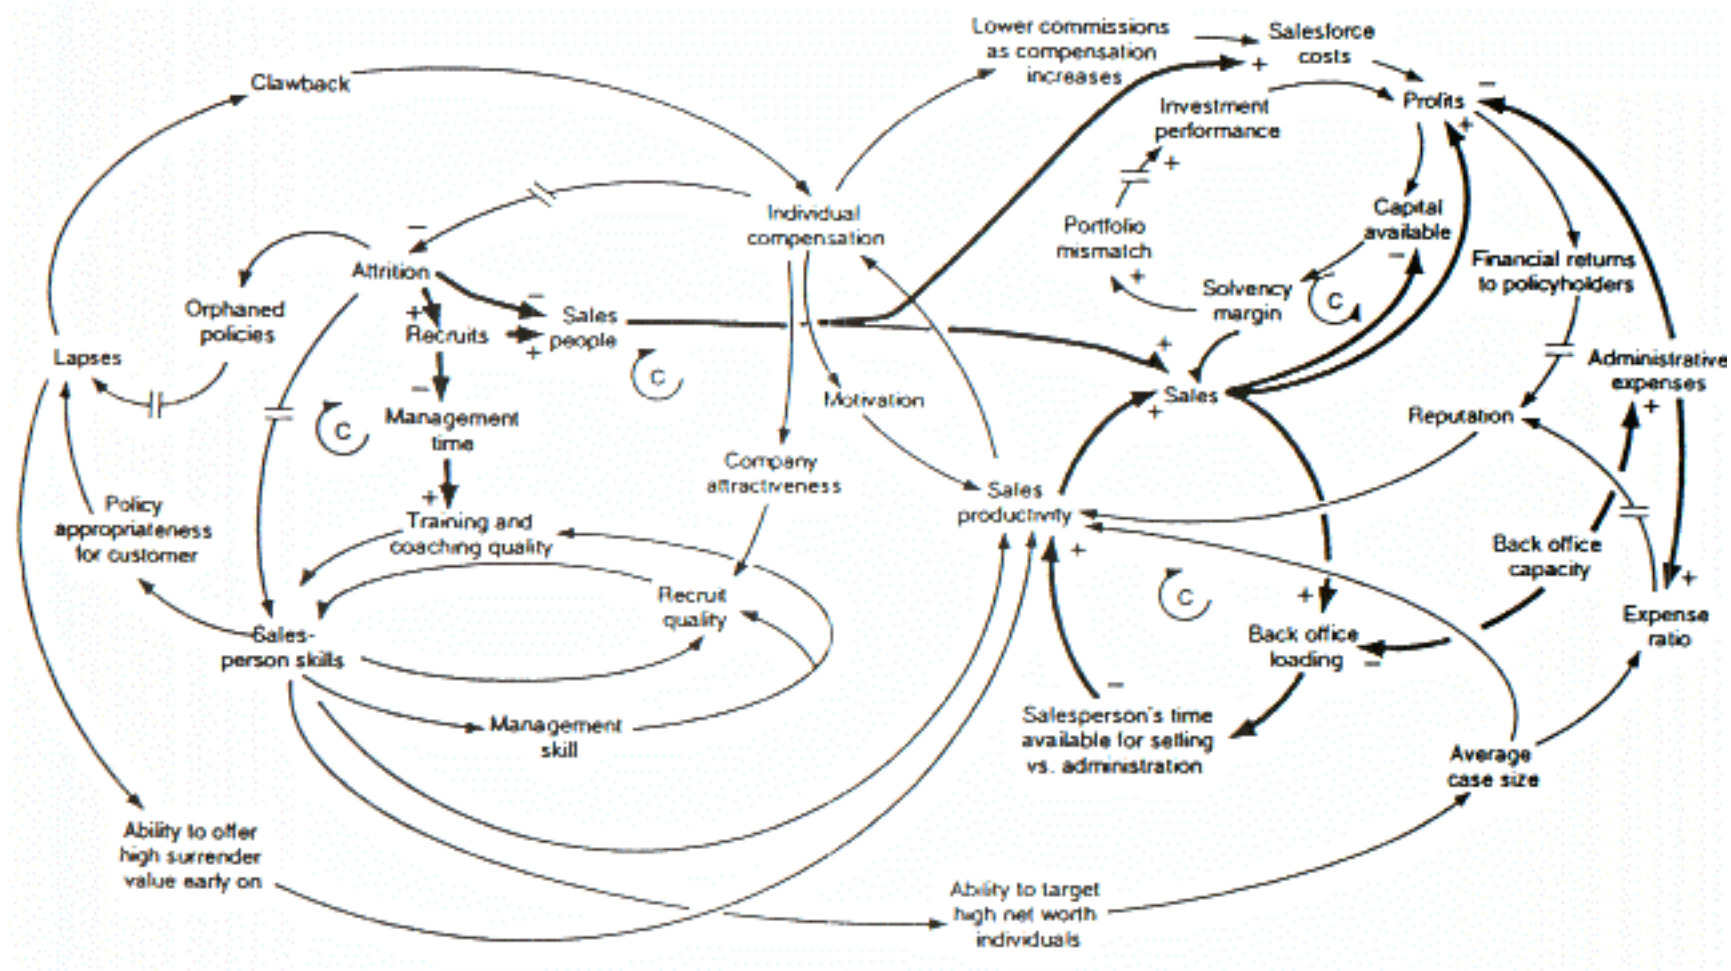 Lower commissions
as compensation
increases
Salesforce
costs
Clawback
Investment
performance
Profits
Individual
compensation
Portfolio
mismatch
Capital
available
Attrition
Financial returns
to policyholders
Orphaned
policies
Recruits
Sales
people
Solvency
margin
C
Lapses
Administrative
expenses
C
Sales
Motivation
Management
time
C
Reputation
Company
attractiveness
Sales
productivity
Policy
appropriateness
for customer
Training and
coaching quality
Back office
capacity
Recruit
quality
C
Expense
ratio
Sales-
person skills
Back office
loading
Management
skill
Salesperson's time
available for selling
vs. administration
Average
case size
Ability to offer
high surrender
value early on
Ability to target
high net worth
individuals